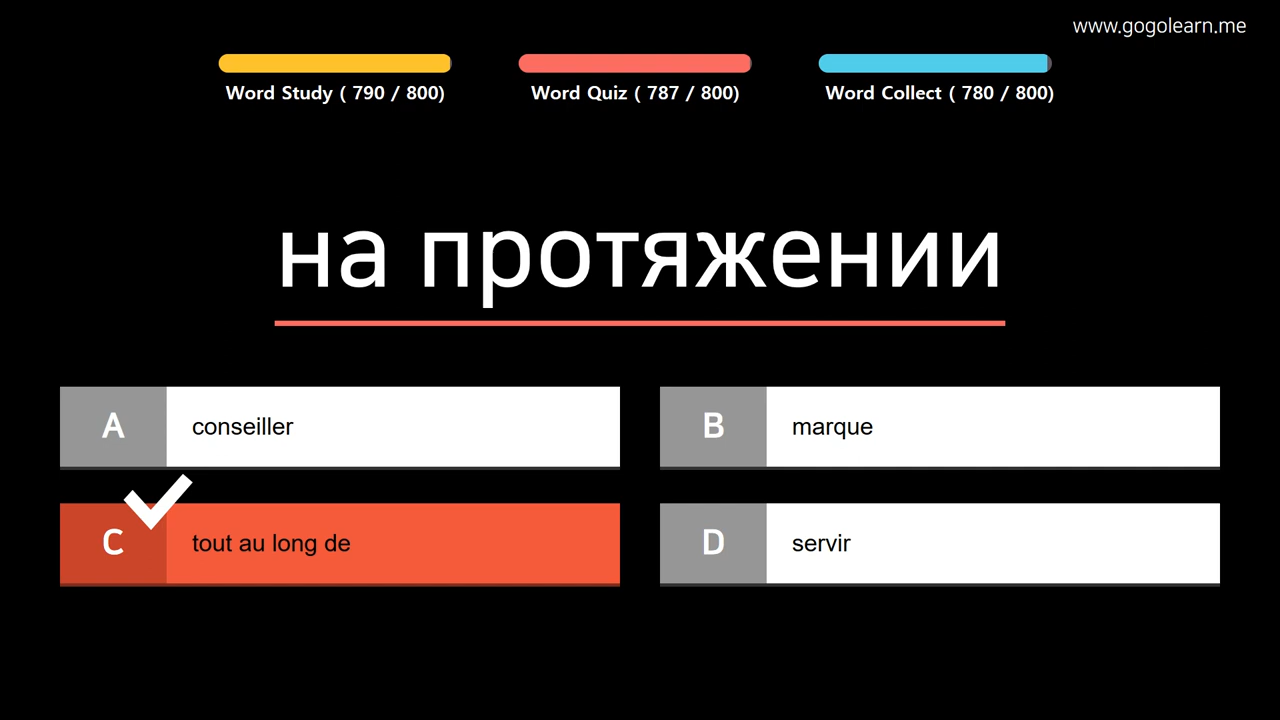 www.gogolearn.me
Word Study ( 790 / 800)
Word Quiz ( 787 / 800)
Word Collect ( 780 / 800)
на протяжении
A conseiller
B marque
C tout au long de
D servir